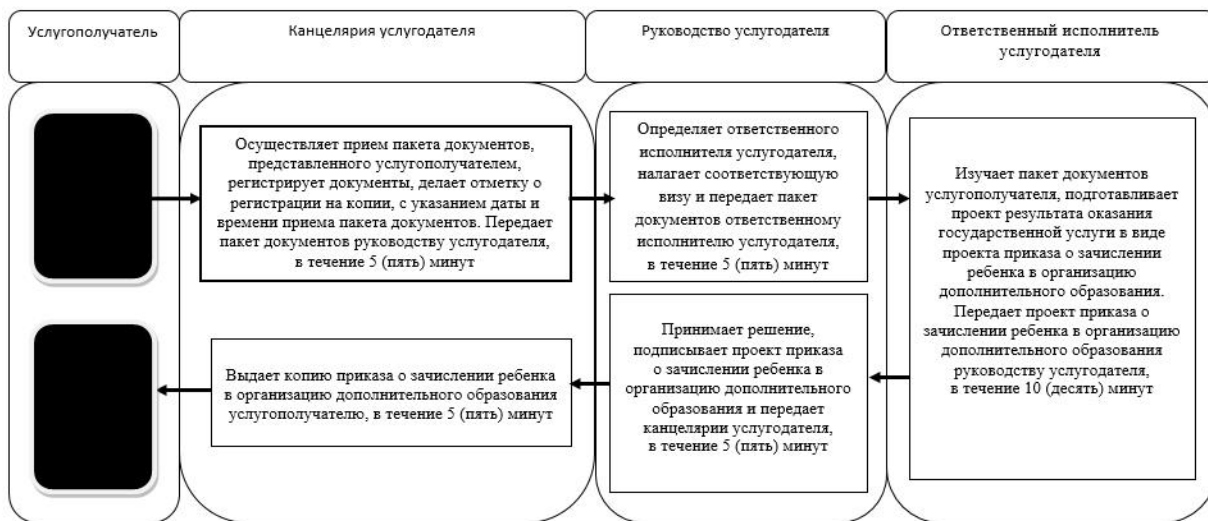 Услугополучатель
Канцелярия услугодателя
Руководство услугодателя
Ответственный исполнитель
услугодателя
Осуществляет прием пакета документов,
представленного услугополучателем,
регистрирует документы, делает отметку о
регистрации на копии, с указанием даты и
времени приема пакета документов. Передает
пакет документов руководству услугодателя,
в течение 5 (пять) минут
Определяет ответственного
исполнителя услугодателя,
налагает соответствующую
визу и передает пакет
документов ответственному
исполнителю услугодателя,
в течение 5 (пять) минут
Изучает пакет документов
услугополучателя, подготавливает
проект результата оказания
государственной услуги в виде
проекта приказа о зачислении
ребенка в организацию
дополнительного образования.
Передает проект приказа о
зачислении ребенка в организацию
дополнительного образования
руководству услугодателя,
в течение 10 (десять) минут
Принимает решение,
подписывает проект приказа
о зачислении ребенка в
организацию дополнительного
образования и передает
канцелярии услугодателя,
в течение 5 (пять) минут
Выдает копию приказа о зачислении ребенка
в организацию дополнительного образования
услугополучателю, в течение 5 (пять) минут